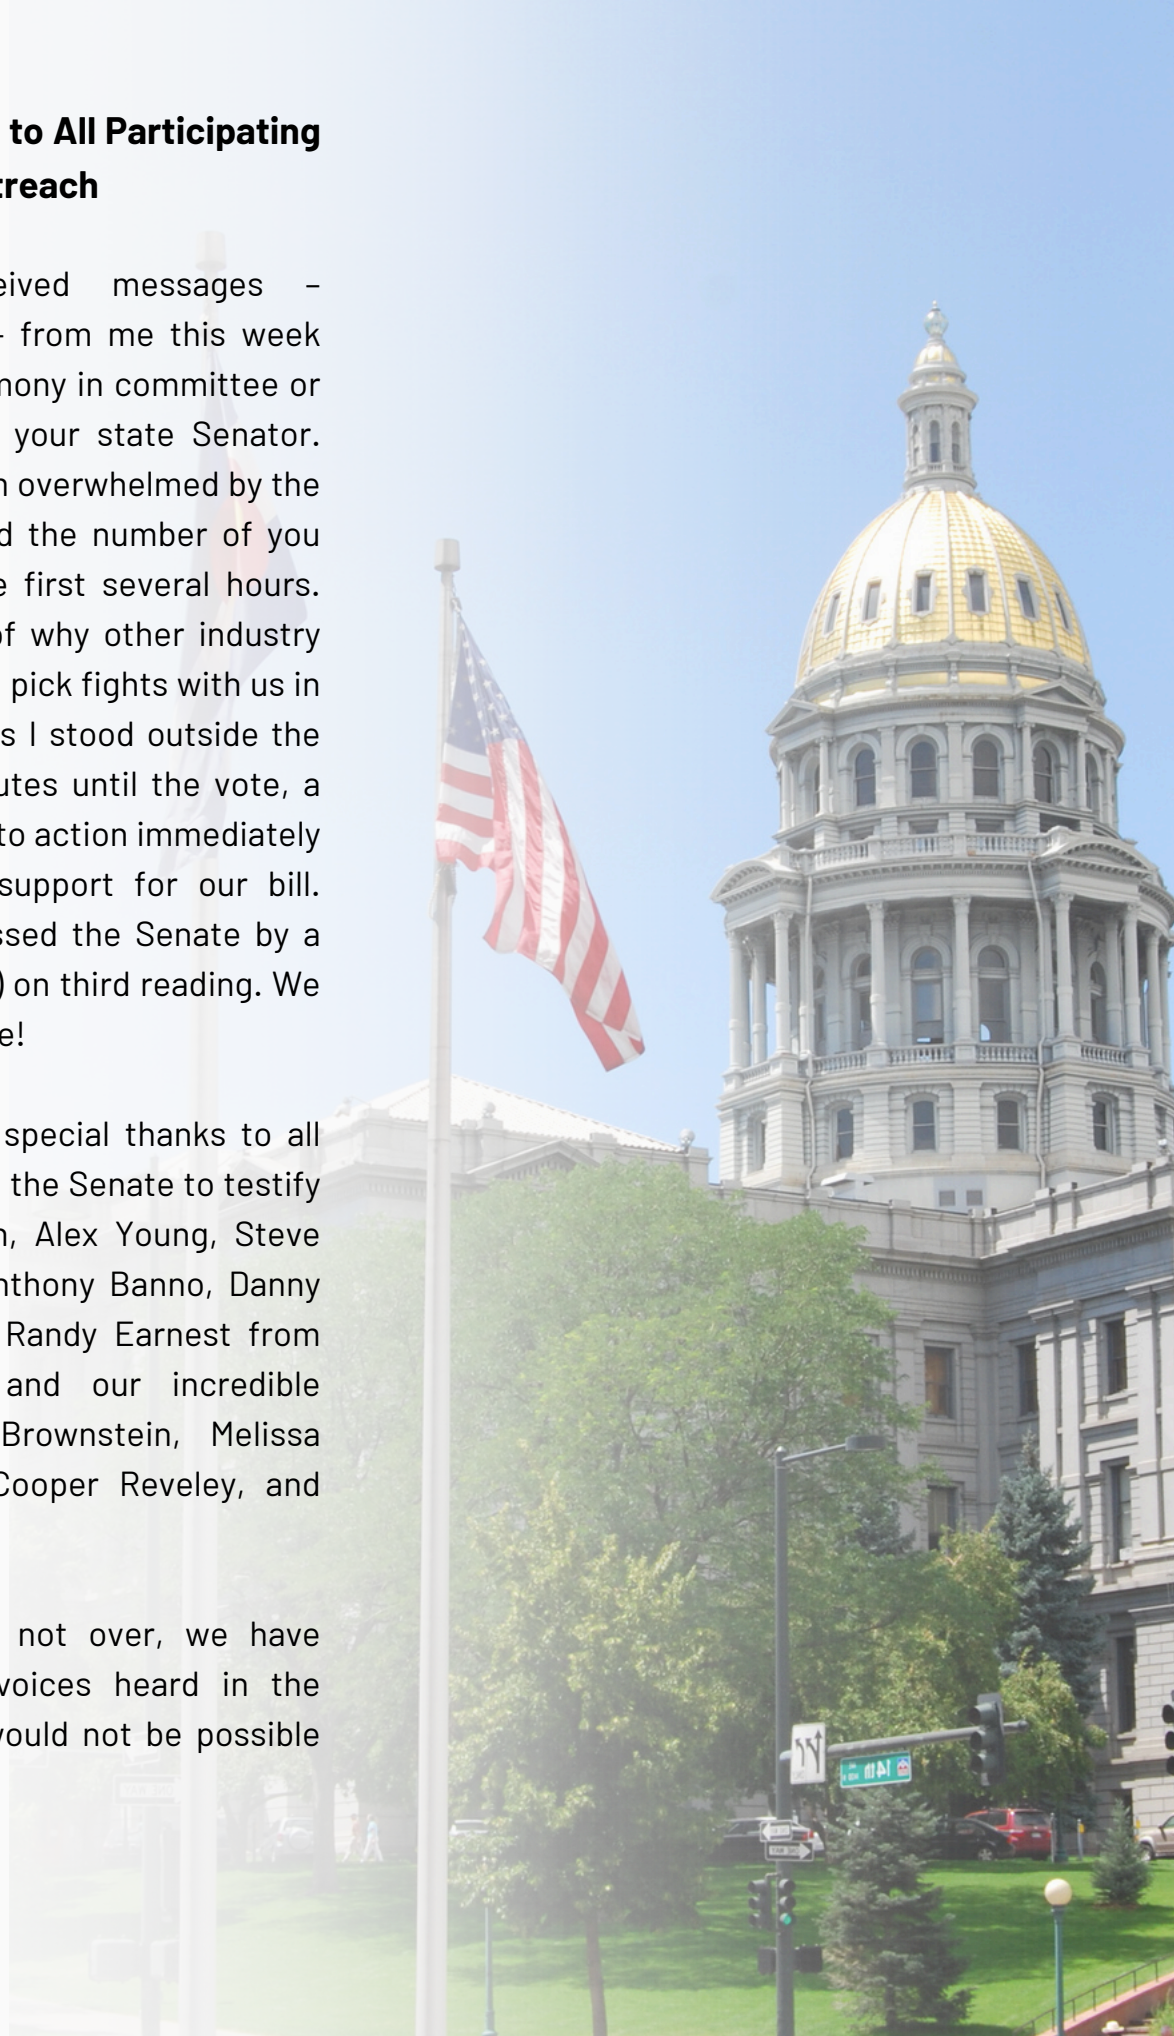 to All Participating
treach
eived messages –
- from me this week
mony in committee or
your state Senator.
n overwhelmed by the
d the number of you
e first several hours.
of why other industry
pick fights with us in
s I stood outside the
utes until the vote, a
to action immediately
support for our bill.
ssed the Senate by a
) on third reading. We
e!
special thanks to all
the Senate to testify
n, Alex Young, Steve
nthony Banno, Danny
Randy Earnest from
and our incredible
Brownstein, Melissa
Cooper Reveley, and
not over, we have
voices heard in the
would not be possible
14th